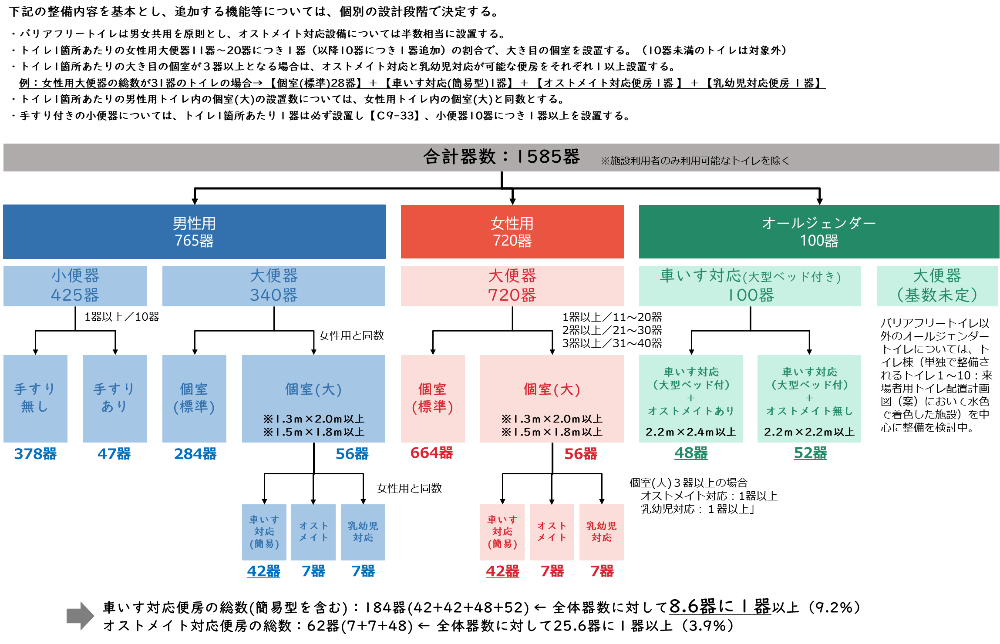 下記の整備内容を基本とし、追加する機能等については、個別の設計段階で決定する。
・バリアフリートイレは男女共用を原則とし、オストメイト対応設備については半数相当に設置する。
・トイレ1箇所あたりの女性用大便器11器～20器につき１器（以降10器につき１器追加）の割合で、大き目の個室を設置する。（10器未満のトイレは対象外）
・トイレ1箇所あたりの大き目の個室が３器以上となる場合は、オストメイト対応と乳幼児対応が可能な便房をそれぞれ１以上設置する。
例：女性用大便器の総数が31器のトイレの場合→【個室(標準)28器】＋【車いす対応(簡易型)1器】＋【オストメイト対応便房１器 】＋【乳幼児対応便房 １器】
・トイレ1箇所あたりの男性用トイレ内の個室(大)の設置数については、女性用トイレ内の個室(大)と同数とする。
・手すり付きの小便器については、トイレ1箇所あたり１器は必ず設置し【C9-33】、小便器10器につき１器以上を設置する。
合計器数：1585器 ※施設利用者のみ利用可能なトイレを除く
男性用
765器
女性用
720器
オールジェンダー
100器
小便器
425器
大便器
340器
大便器
720器
車いす対応(大型ベッド付き)
100器
大便器
（基数未定）
1器以上／10器
女性用と同数
1器以上／11～20器
2器以上／21～30器
3器以上／31～40器
手すり
無し
378器
手すり
あり
47器
個室
(標準)
284器
個室(大)
※1.3m×2.0m以上
※1.5m×1.8m以上
56器
個室
(標準)
664器
個室(大)
※1.3m×2.0m以上
※1.5m×1.8m以上
56器
車いす対応
（大型ベッド付）
＋
オストメイトあり
2.2m×2.4m以上
48器
車いす対応
（大型ベッド付）
＋
オストメイト無し
2.2m×2.2m以上
52器
バリアフリートイレ以
外のオールジェンダー
トイレについては、ト
イレ棟（単独で整備さ
れるトイレ１～10：来
場者用トイレ配置計画
図（案）において水色
で着色した施設）を中
心に整備を検討中。
女性用と同数
車いす
対応
(簡易)
42器
オスト
メイト
7器
乳幼児
対応
7器
車いす
対応
(簡易)
42器
オスト
メイト
7器
乳幼児
対応
7器
個室(大)３器以上の場合
オストメイト対応：1器以上
乳幼児対応：１器以上」
車いす対応便房の総数(簡易型を含む)：184器(42+42+48+52) ← 全体器数に対して8.6器に１器以上（9.2%）
オストメイト対応便房の総数：62器(7+7+48) ← 全体器数に対して25.6器に１器以上（3.9%）